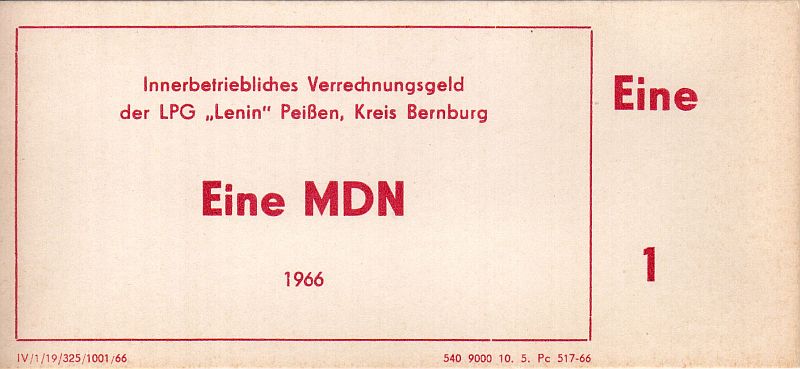 Innerbetriebliches Verrechnungsgeld
der LPG „Lenin“ Peißen, Kreis Bernburg
Eine MDN
1966
Eine
1
IV/1/19/325/1001/66
540 9000 10. 5. Pc 517-66